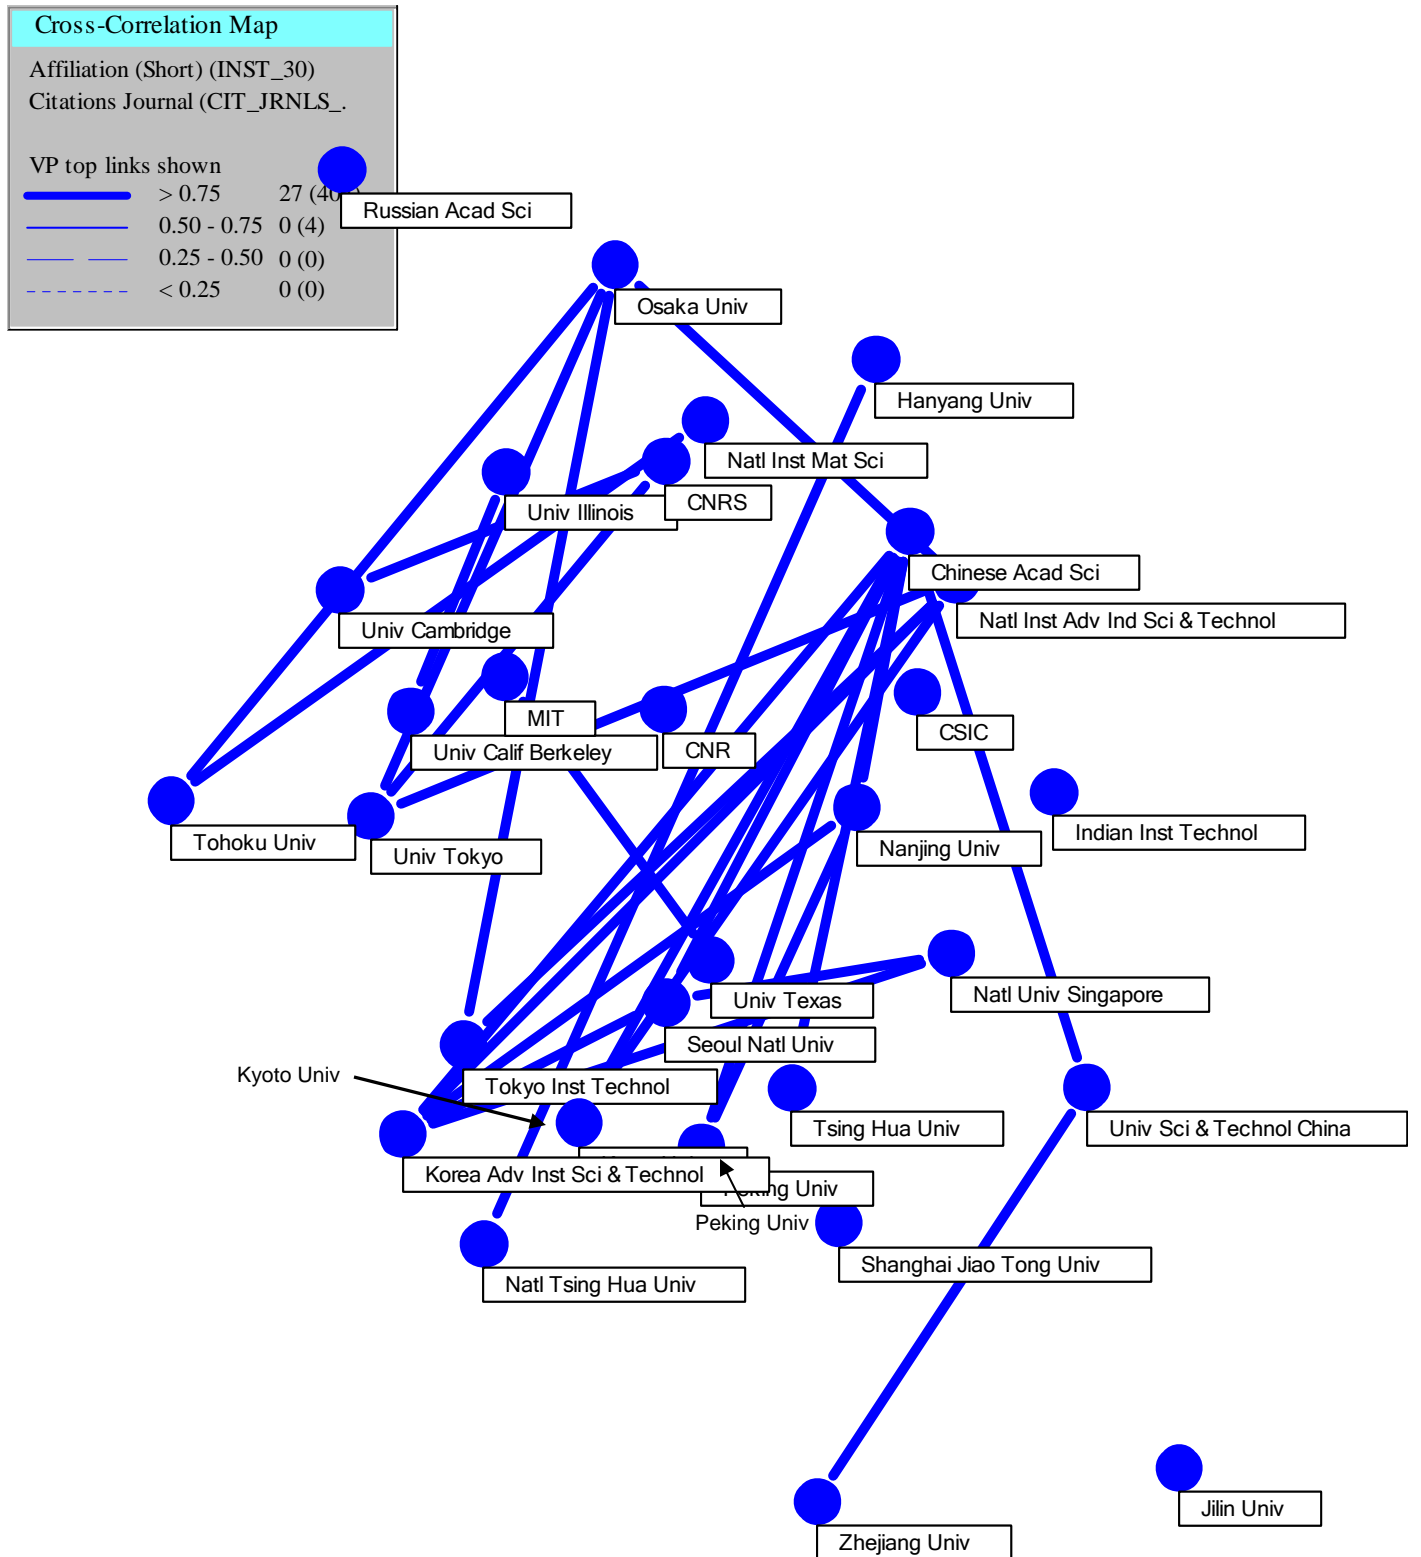 Cross-Correlation Map
Affiliation (Short) (INST_30)
Citations Journal (CIT_JRNLS_.
VP top links shown
> 0.75 27 (40
0.50 - 0.75 0 (4)
0.25 - 0.50 0 (0)
< 0.25 0 (0)
Russian Acad Sci
Osaka Univ
Hanyang Univ
Natl Inst Mat Sci
CNRS
Univ Illinois
Chinese Acad Sci
Natl Inst Adv Ind Sci & Technol
Univ Cambridge
MIT
CSIC
Univ Calif Berkeley
CNR
Tohoku Univ
Univ Tokyo
Nanjing Univ
Indian Inst Technol
Univ Texas
Natl Univ Singapore
Seoul Natl Univ
Kyoto Univ
Tokyo Inst Technol
Tsing Hua Univ
Univ Sci & Technol China
Korea Adv Inst Sci & Technol
Peking Univ
Peking Univ
Shanghai Jiao Tong Univ
Natl Tsing Hua Univ
Jilin Univ
Zhejiang Univ